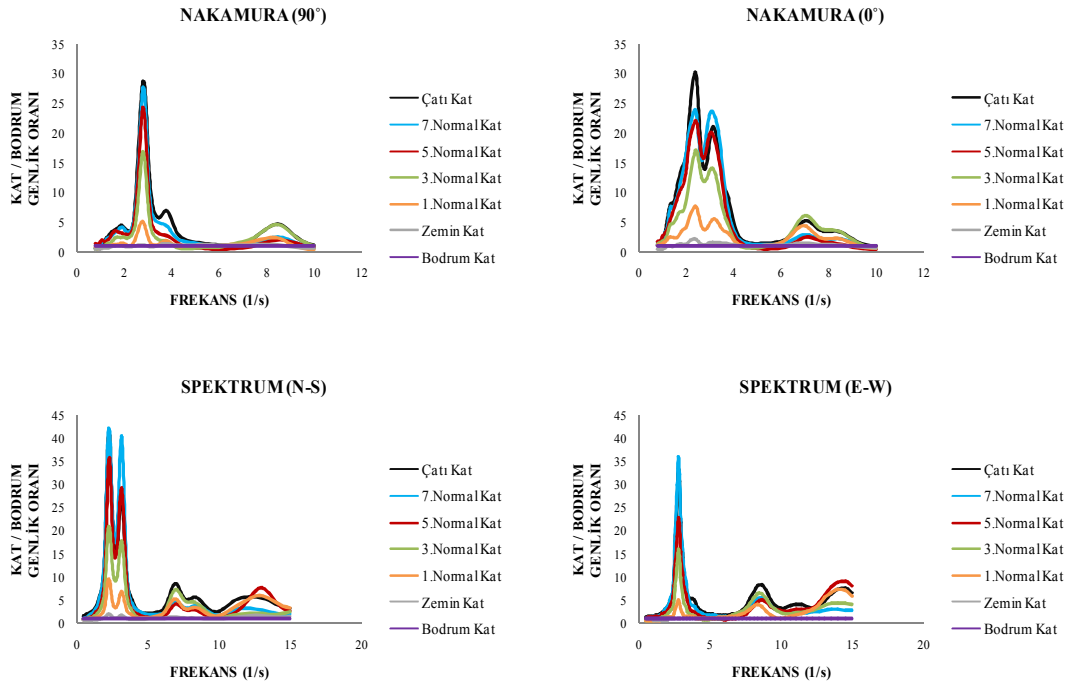 NAKAMURA (90°)
KAT / BODRUM
GENLİK ORANI
35
30
25
20
15
10
5
0
0 2 4 6 8 10 12
FREKANS (1/s)
Çatı Kat
7.Normal Kat
5.Normal Kat
3.Normal Kat
1.Normal Kat
Zemin Kat
Bodrum Kat
NAKAMURA (0°)
KAT / BODRUM
GENLİK ORANI
35
30
25
20
15
10
5
0
0 2 4 6 8 10 12
FREKANS (1/s)
Çatı Kat
7.Normal Kat
5.Normal Kat
3.Normal Kat
1.Normal Kat
Zemin Kat
Bodrum Kat
SPEKTRUM (N-S)
KAT / BODRUM
GENLİK ORANI
45
40
35
30
25
20
15
10
5
0
0 5 10 15 20
FREKANS (1/s)
Çatı Kat
7.Normal Kat
5.Normal Kat
3.Normal Kat
1.Normal Kat
Zemin Kat
Bodrum Kat
SPEKTRUM (E-W)
KAT / BODRUM
GENLİK ORANI
45
40
35
30
25
20
15
10
5
0
0 5 10 15 20
FREKANS (1/s)
Çatı Kat
7.Normal Kat
5.Normal Kat
3.Normal Kat
1.Normal Kat
Zemin Kat
Bodrum Kat